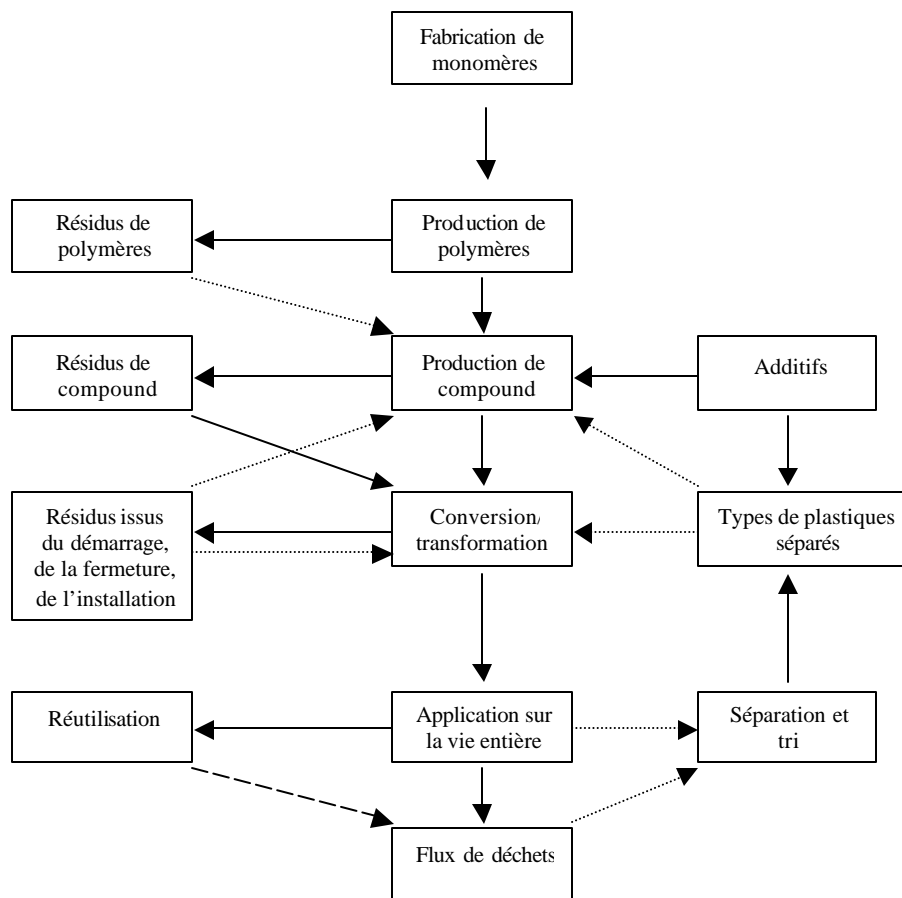 Fabrication de
monomères
Résidus de
polymères
Production de
polymères
Résidus de
compound
Production de
compound
Additifs
Résidus issus
du démarrage,
de la fermeture,
de l'installation
Conversion/
transformation
Types de plastiques
séparés
Réutilisation
Application sur
la vie entière
Séparation et
tri
Flux de déchets